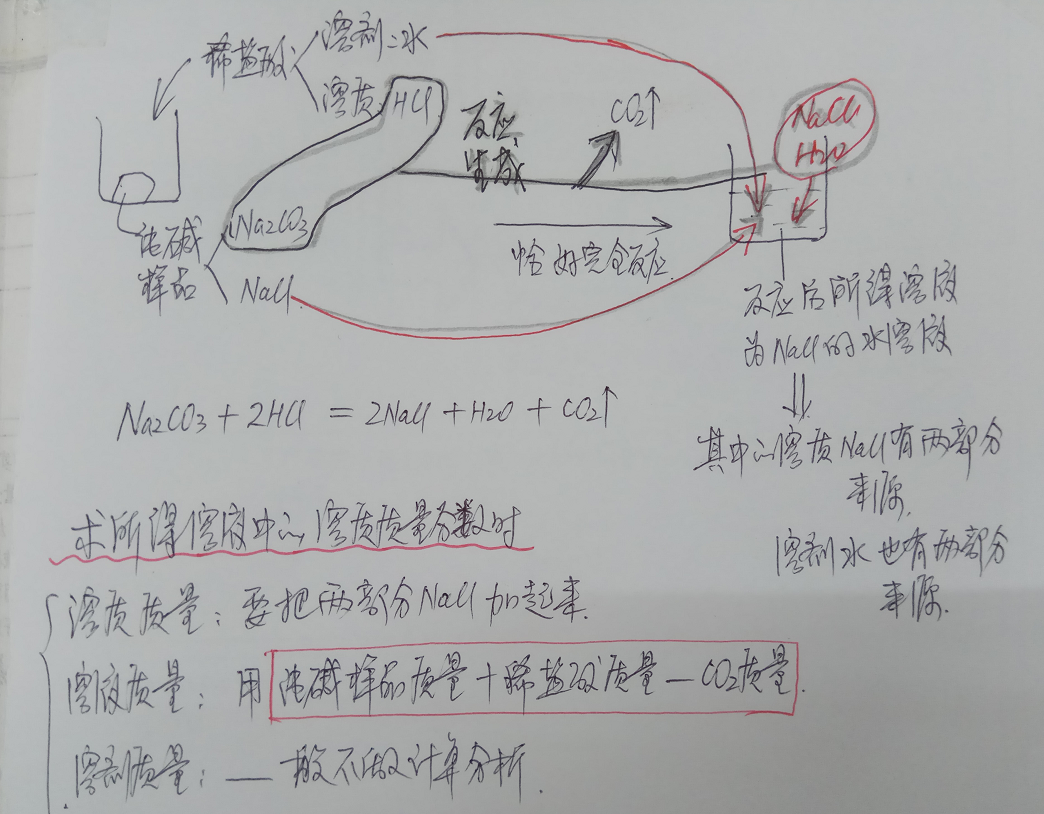 稀盐酸
溶剂:水
溶质:HCl
反应
生成
CO2↑
NaCl
H2O
纯碱
样品
Na2CO3
NaCl
恰好完全反应
反应后所得溶液
为NaCl的水溶液
Na2CO3+2HCl=2NaCl+H2O+CO2↑
其中的溶质NaCl有两部分
来源.
溶剂水也有两部分
来源.
求所得溶液中的溶质质量分数时
溶质质量:要把两部分NaCl加起来.
溶液质量:用纯碱样品质量+稀盐酸质量—CO2质量.
溶剂质量:一般不做计算分析.